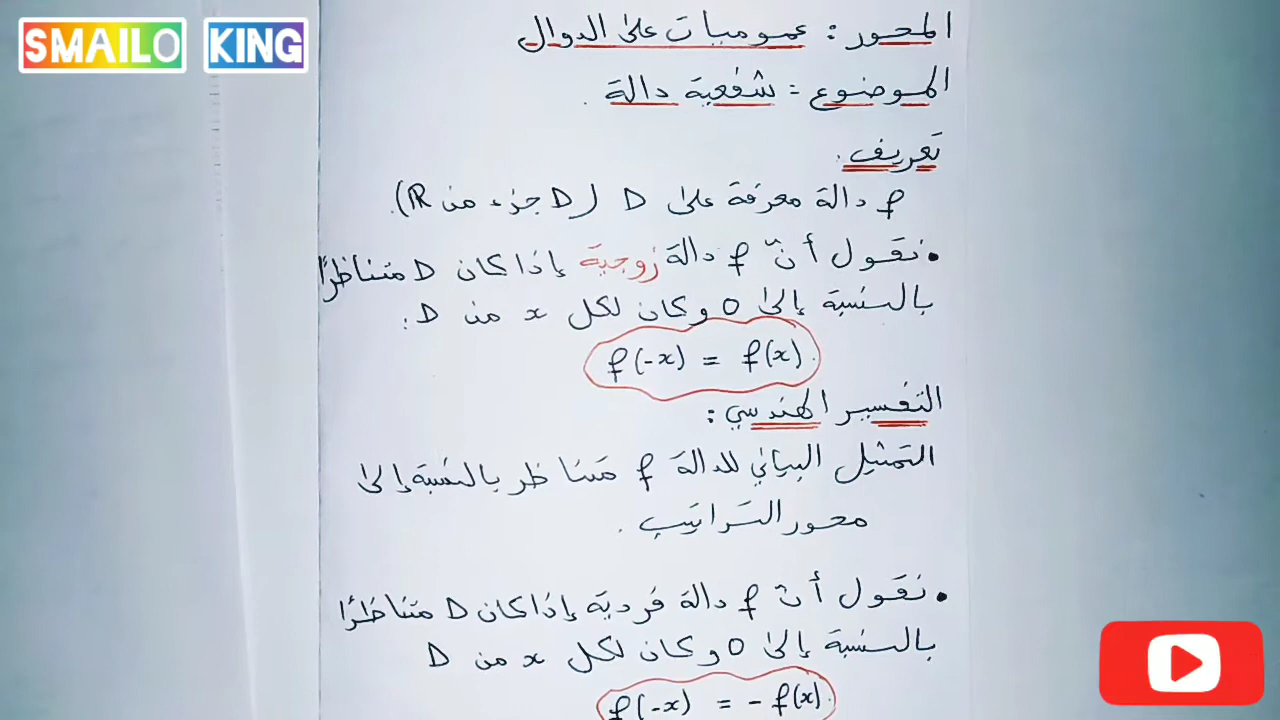 SMAILO KING
المحور : عموميات على الدوال
الموضوع : شفعية دالة .
تعريف .
f دالة معرفة على D ( D جزء من ℝ).
• نقول أنّ f دالة زوجية إذا كان D متناظرًا
بالنسبة إلى 0 وكان لكل x من D :
f(-x) = f(x).
التفسير الهندسي :
التمثيل البياني للدالة f متناظر بالنسبة إلى
محور التراتيب .
• نقول أنّ f دالة فردية إذا كان D متناظرًا
بالنسبة إلى 0 وكان لكل x من D
f(-x) = - f(x).